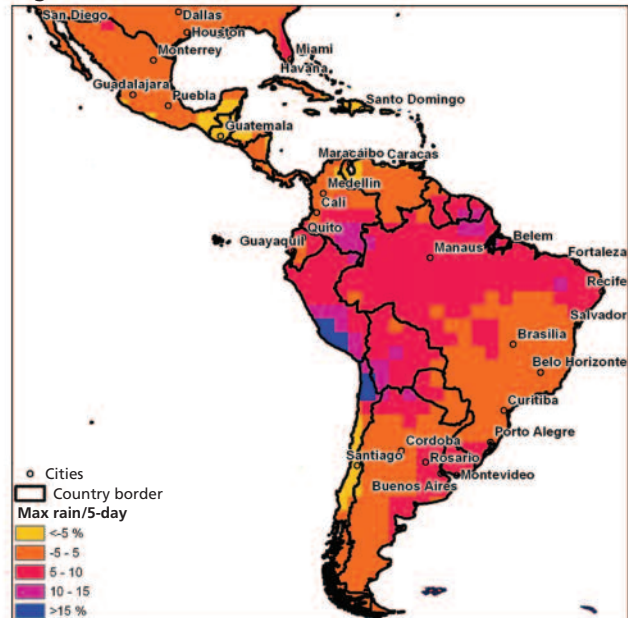 San Diego
Dallas
Houston
Monterrey
Miami
Havana
Guadalajara
Puebla
Santo Domingo
Guatemala
Maracaibo
Caracas
Medellin
Cali
Quito
Guayaquil
Manaus
Belem
Fortaleza
Recife
Salvador
Brasilia
Belo Horizonte
Curitiba
Porto Alegre
Cordoba
Santiago
Rosario
Montevideo
Buenos Aires
Cities
Country border
Max rain/5-day
<-5 %
-5 - 5
5 - 10
10 - 15
>15 %